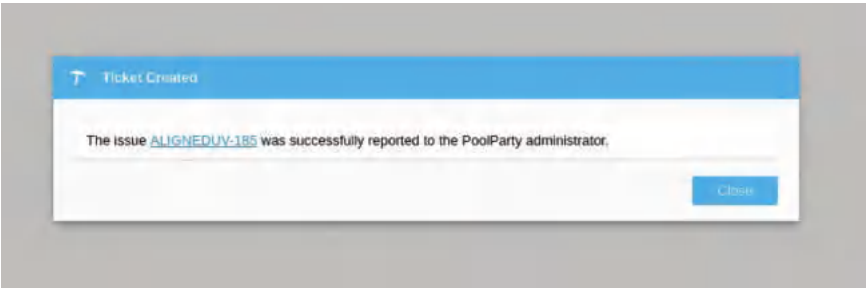 Ticket Created
The issue ALIGNEDUV-185 was successfully reported to the PoolParty administrator.
Close